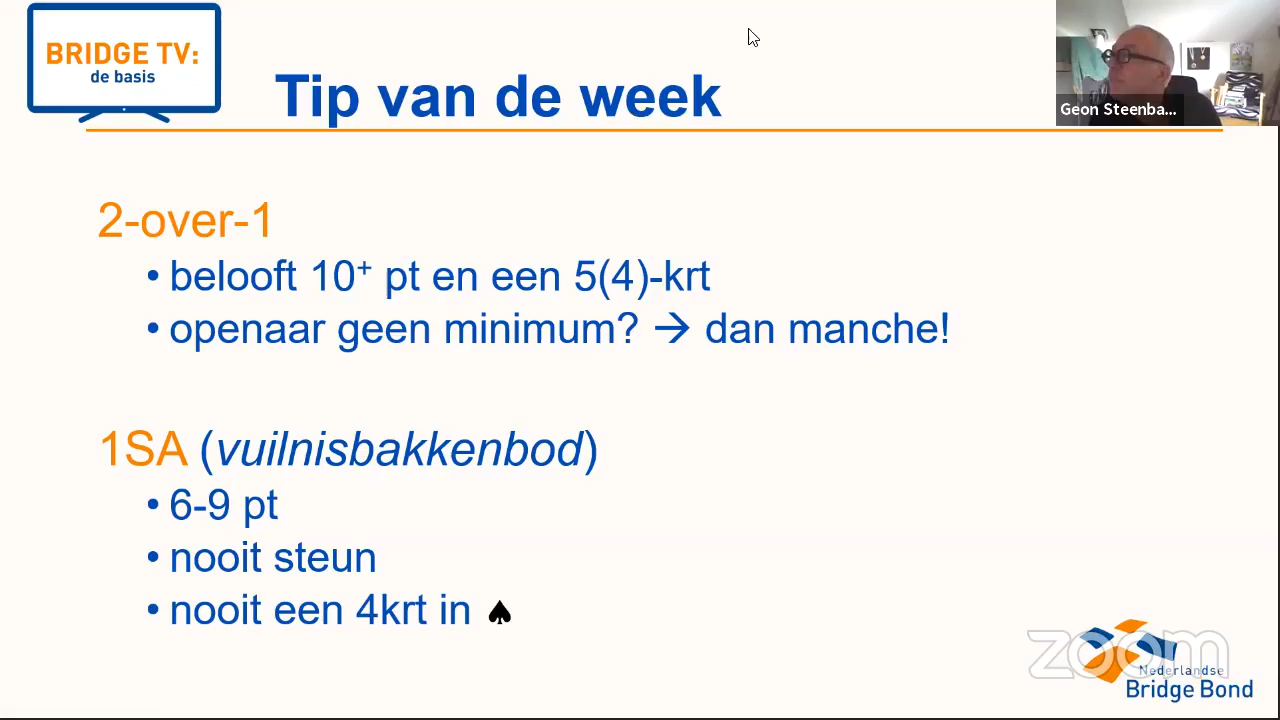 BRIDGE TV:
de basis
Tip van de week
Geon Steenba...
2-over-1
• belooft 10⁺ pt en een 5(4)-krt
• openaar geen minimum? → dan manche!
1SA (vuilnisbakkenbod)
• 6-9 pt
• nooit steun
• nooit een 4krt in ♠
zoom
Nederlandse
Bridge Bond